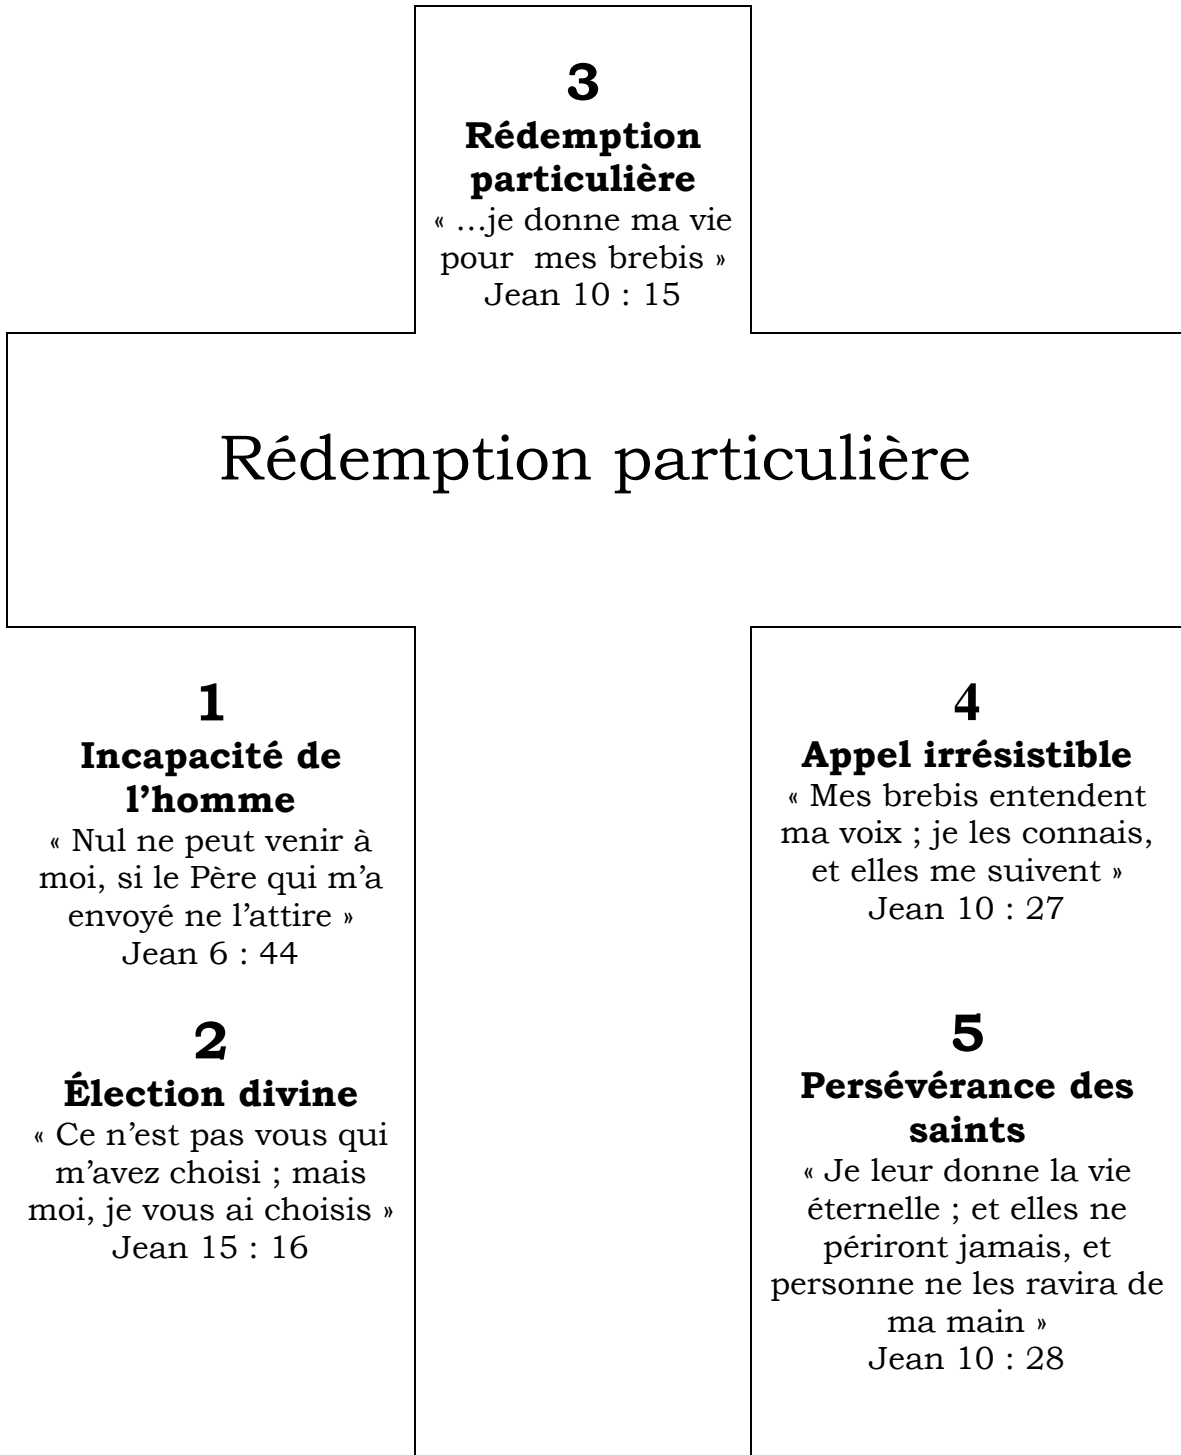 3
Rédemption
particulière
« …je donne ma vie
pour  mes brebis »
Jean 10 : 15
Rédemption particulière
1
Incapacité de
l’homme
« Nul ne peut venir à
moi, si le Père qui m’a
envoyé ne l’attire »
Jean 6 : 44
2
Élection divine
« Ce n’est pas vous qui
m’avez choisi ; mais
moi, je vous ai choisis »
Jean 15 : 16
4
Appel irrésistible
« Mes brebis entendent
ma voix ; je les connais,
et elles me suivent »
Jean 10 : 27
5
Persévérance des
saints
« Je leur donne la vie
éternelle ; et elles ne
périront jamais, et
personne ne les ravira de
ma main »
Jean 10 : 28